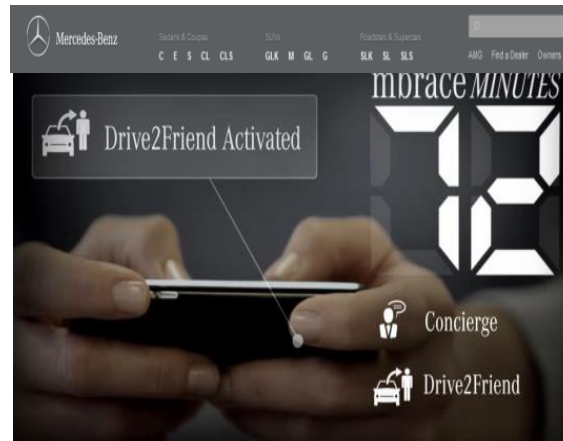 Mercedes-Benz
Sedans & Coupes
SUVs
Roadsters & Supercars
C E S CL CLS
GLK M GL G
SLK SL SLS
AMG Find a Dealer Owners
mbrace MINUTES
72
Drive2Friend Activated
Concierge
Drive2Friend